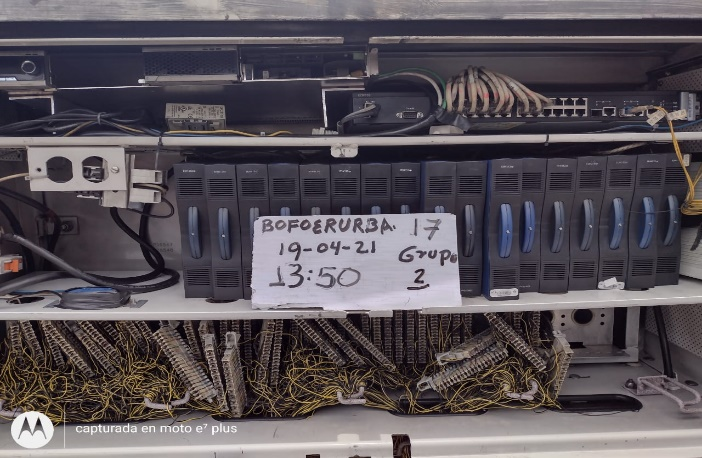 BOFOERURBA. 17
19-04-21 Grupo
13:50 2
capturada en moto e⁷ plus